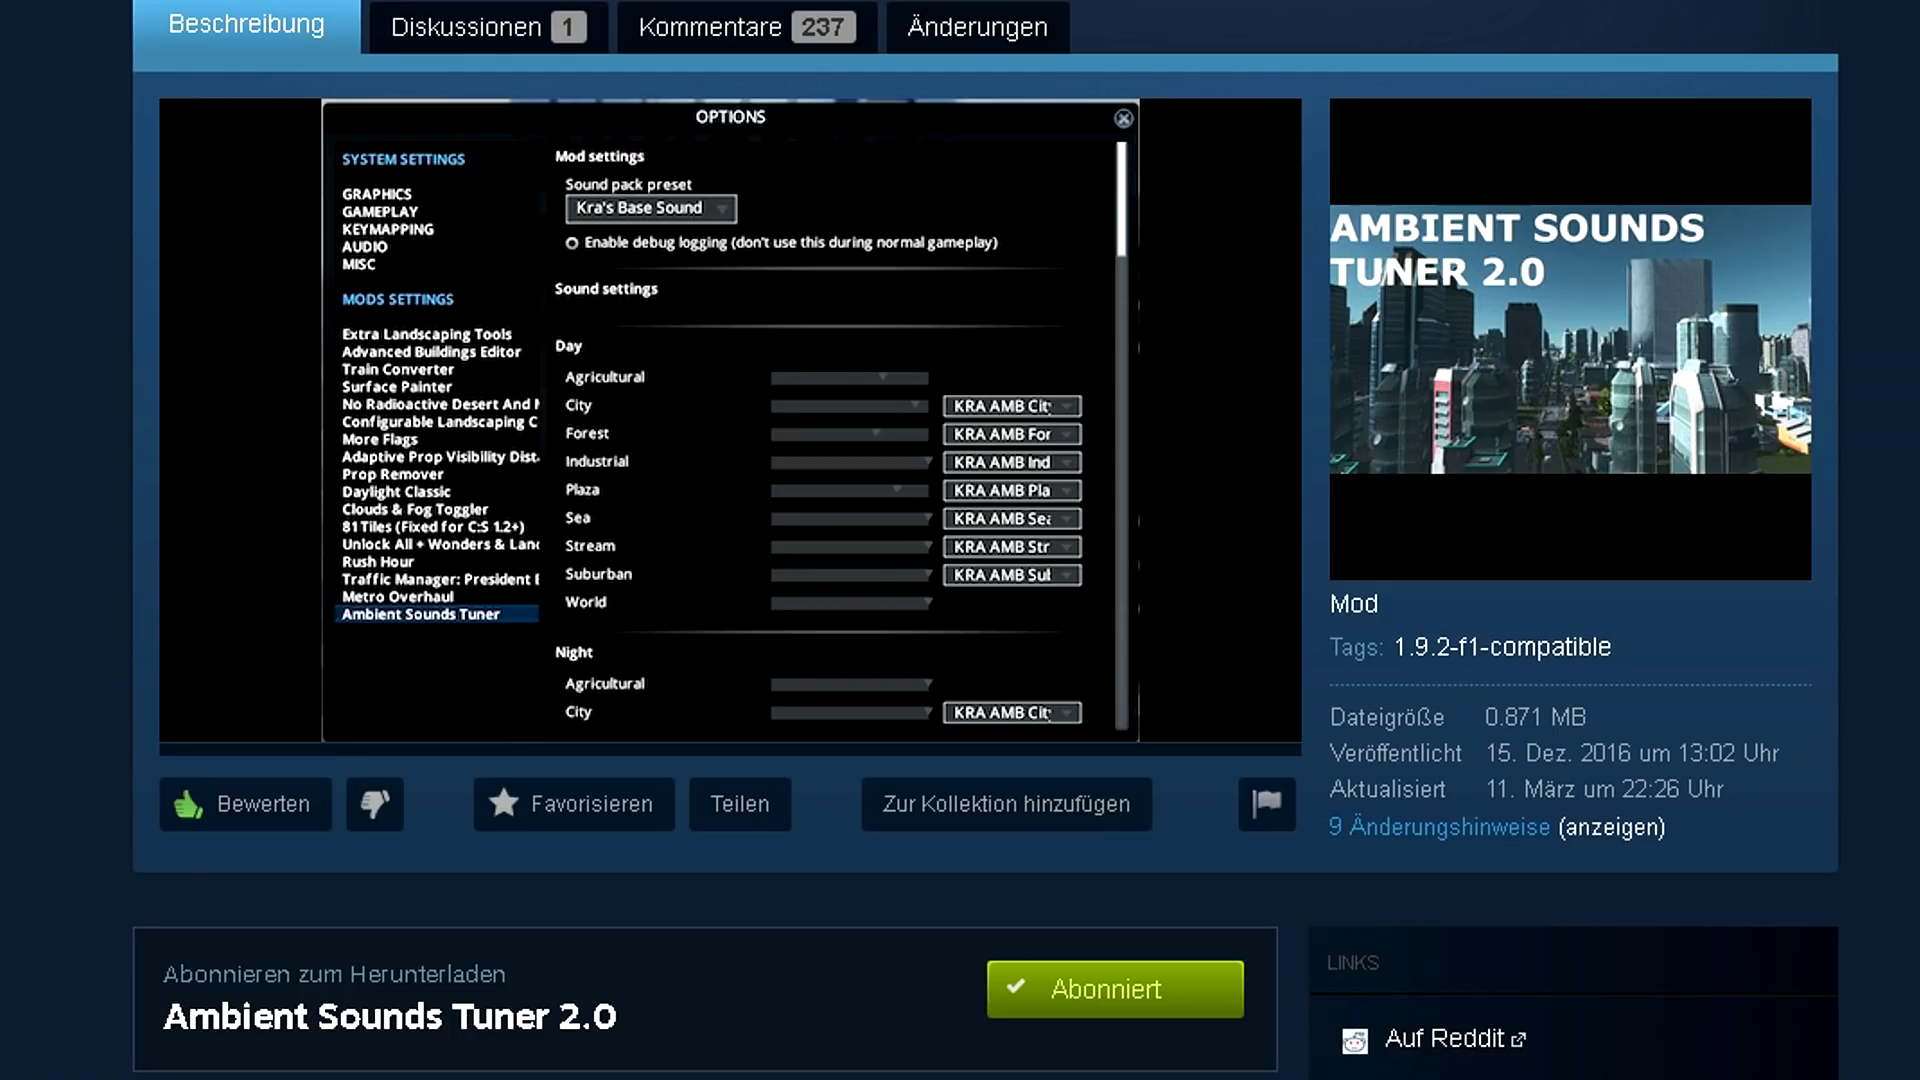 Beschreibung
Diskussionen 1
Kommentare 237
Änderungen
OPTIONS
SYSTEM SETTINGS
GRAPHICS
GAMEPLAY
KEYMAPPING
AUDIO
MISC
MODS SETTINGS
Extra Landscaping Tools
Advanced Buildings Editor
Train Converter
Surface Painter
No Radioactive Desert And
Configurable Landscaping C
More Flags
Adaptive Prop Visibility Dist
Prop Remover
Daylight Classic
Clouds & Fog Toggler
81 Tiles (Fixed for C:S 1.2+)
Unlock All + Wonders & Lan
Rush Hour
Traffic Manager: President
Metro Overhaul
Ambient Sounds Tuner
Mod settings
Sound pack preset
Kra's Base Sound
Enable debug logging (don't use this during normal gameplay)
Sound settings
Day
Agricultural
City KRA AMB Cit
Forest KRA AMB For
Industrial KRA AMB Ind
Plaza KRA AMB Pla
Sea KRA AMB Sea
Stream KRA AMB Str
Suburban KRA AMB Sul
World
Night
Agricultural
City KRA AMB Cit
AMBIENT SOUNDS
TUNER 2.0
Mod
Tags: 1.9.2-f1-compatible
Dateigröße 0.871 MB
Veröffentlicht 15. Dez. 2016 um 13:02 Uhr
Aktualisiert 11. März um 22:26 Uhr
9 Änderungshinweise (anzeigen)
Bewerten
Favorisieren
Teilen
Zur Kollektion hinzufügen
Abonnieren zum Herunterladen
Ambient Sounds Tuner 2.0
Abonniert
LINKS
Auf Reddit